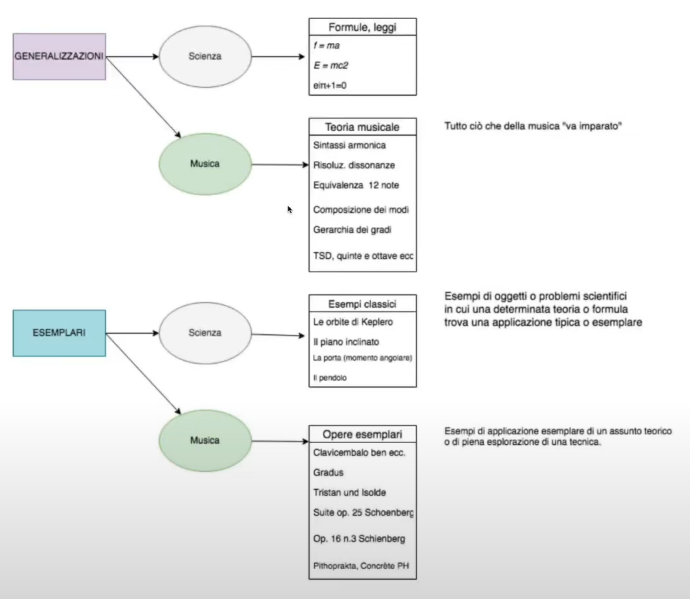 GENERALIZZAZIONI
Scienza
Formule, leggi
f = ma
E = mc2
eiπ+1=0
Musica
Teoria musicale
Sintassi armonica
Risoluz. dissonanze
Equivalenza 12 note
Composizione dei modi
Gerarchia dei gradi
TSD, quinte e ottave ecc
Tutto ciò che della musica "va imparato"
ESEMPLARI
Scienza
Esempi classici
Le orbite di Keplero
Il piano inclinato
La porta (momento angolare)
Il pendolo
Esempi di oggetti o problemi scientifici
in cui una determinata teoria o formula
trova una applicazione tipica o esemplare
Musica
Opere esemplari
Clavicembalo ben ecc.
Gradus
Tristan und Isolde
Suite op. 25 Schoenberg
Op. 16 n.3 Schienberg
Pithoprakta, Concrète PH
Esempi di applicazione esemplare di un assunto teorico
o di piena esplorazione di una tecnica.